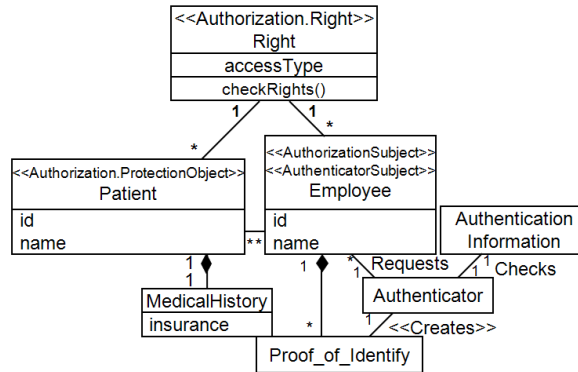 <<Authorization.Right>>
Right
accessType
checkRights()
1 1
* *
<<Authorization.ProtectionObject>>
Patient
id
name
<<AuthorizationSubject>>
<<AuthenticatorSubject>>
Employee
id
name
* *
Authentication
Information
1
1
1
*
1
Requests
1
1
Checks
MedicalHistory
insurance
Authenticator
*
1
<<Creates>>
Proof_of_Identify